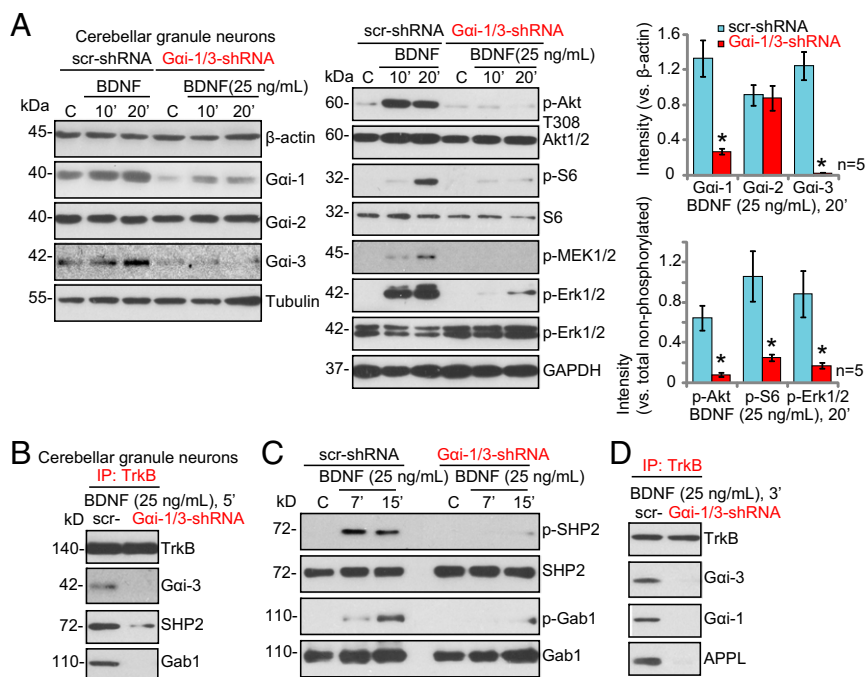 A
Cerebellar granule neurons
scr-shRNA Gαi-1/3-shRNA
BDNF BDNF(25 ng/mL)
kDa C 10' 20' C 10' 20'
45- β-actin
40- Gαi-1
40- Gαi-2
42- Gαi-3
55- Tubulin
scr-shRNA Gαi-1/3-shRNA
BDNF BDNF(25 ng/mL)
kDa C 10' 20' C 10' 20'
60- p-Akt
T308
60- Akt1/2
32- p-S6
32- S6
45- p-MEK1/2
42- p-Erk1/2
42- p-Erk1/2
37- GAPDH
scr-shRNA
Gαi-1/3-shRNA
Intensity (vs. β-actin)
1.6
1.2
0.8
0.4
0
* *
n=5
Gαi-1 Gαi-2 Gαi-3
BDNF (25 ng/mL), 20'
Intensity
(vs. total non-phosphorylated)
1.2
0.8
0.4
0
* * *
n=5
p-Akt p-S6 p-Erk1/2
BDNF (25 ng/mL), 20'
B
Cerebellar granule neurons
IP: TrkB
BDNF (25 ng/mL), 5'
kD scr- Gαi-1/3-shRNA
140- TrkB
42- Gαi-3
72- SHP2
110- Gab1
C
scr-shRNA Gαi-1/3-shRNA
BDNF (25 ng/mL) BDNF (25 ng/mL)
kD C 7' 15' C 7' 15'
72- p-SHP2
72- SHP2
110- p-Gab1
110- Gab1
D
IP: TrkB
BDNF (25 ng/mL), 3'
scr- Gαi-1/3-shRNA
TrkB
Gαi-3
Gαi-1
APPL